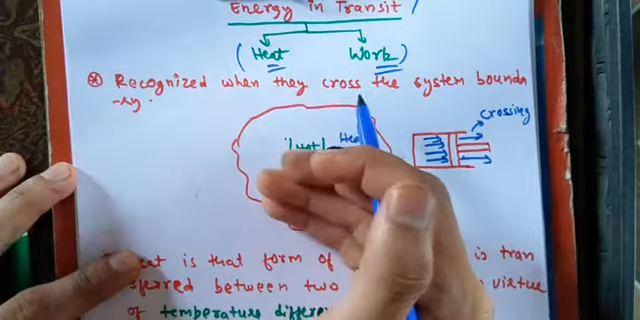 Energy in Transit
(Heat Work)
⊛ Recognized when they cross the system bounda
-ry.
crossing
is that form of is tran
sferred between two virtue
of temperature